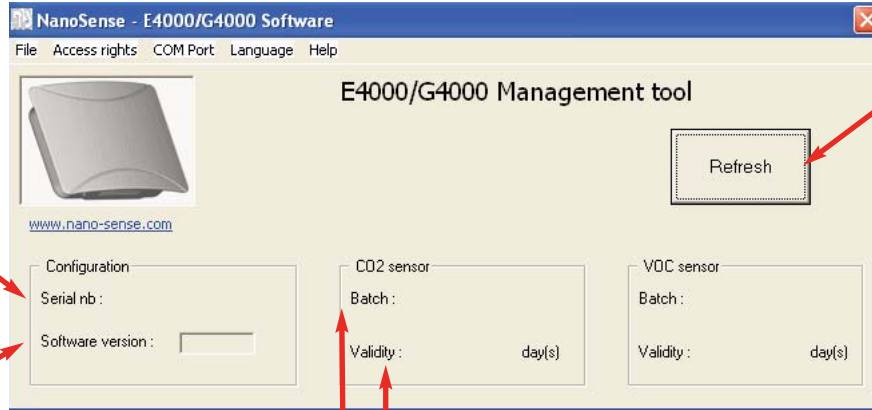 NanoSense - E4000/G4000 Software
File Access rights COM Port Language Help
E4000/G4000 Management tool
Refresh
www.nano-sense.com
Configuration
Serial nb :
Software version :
CO2 sensor
Batch :
Validity : day(s)
VOC sensor
Batch :
Validity : day(s)